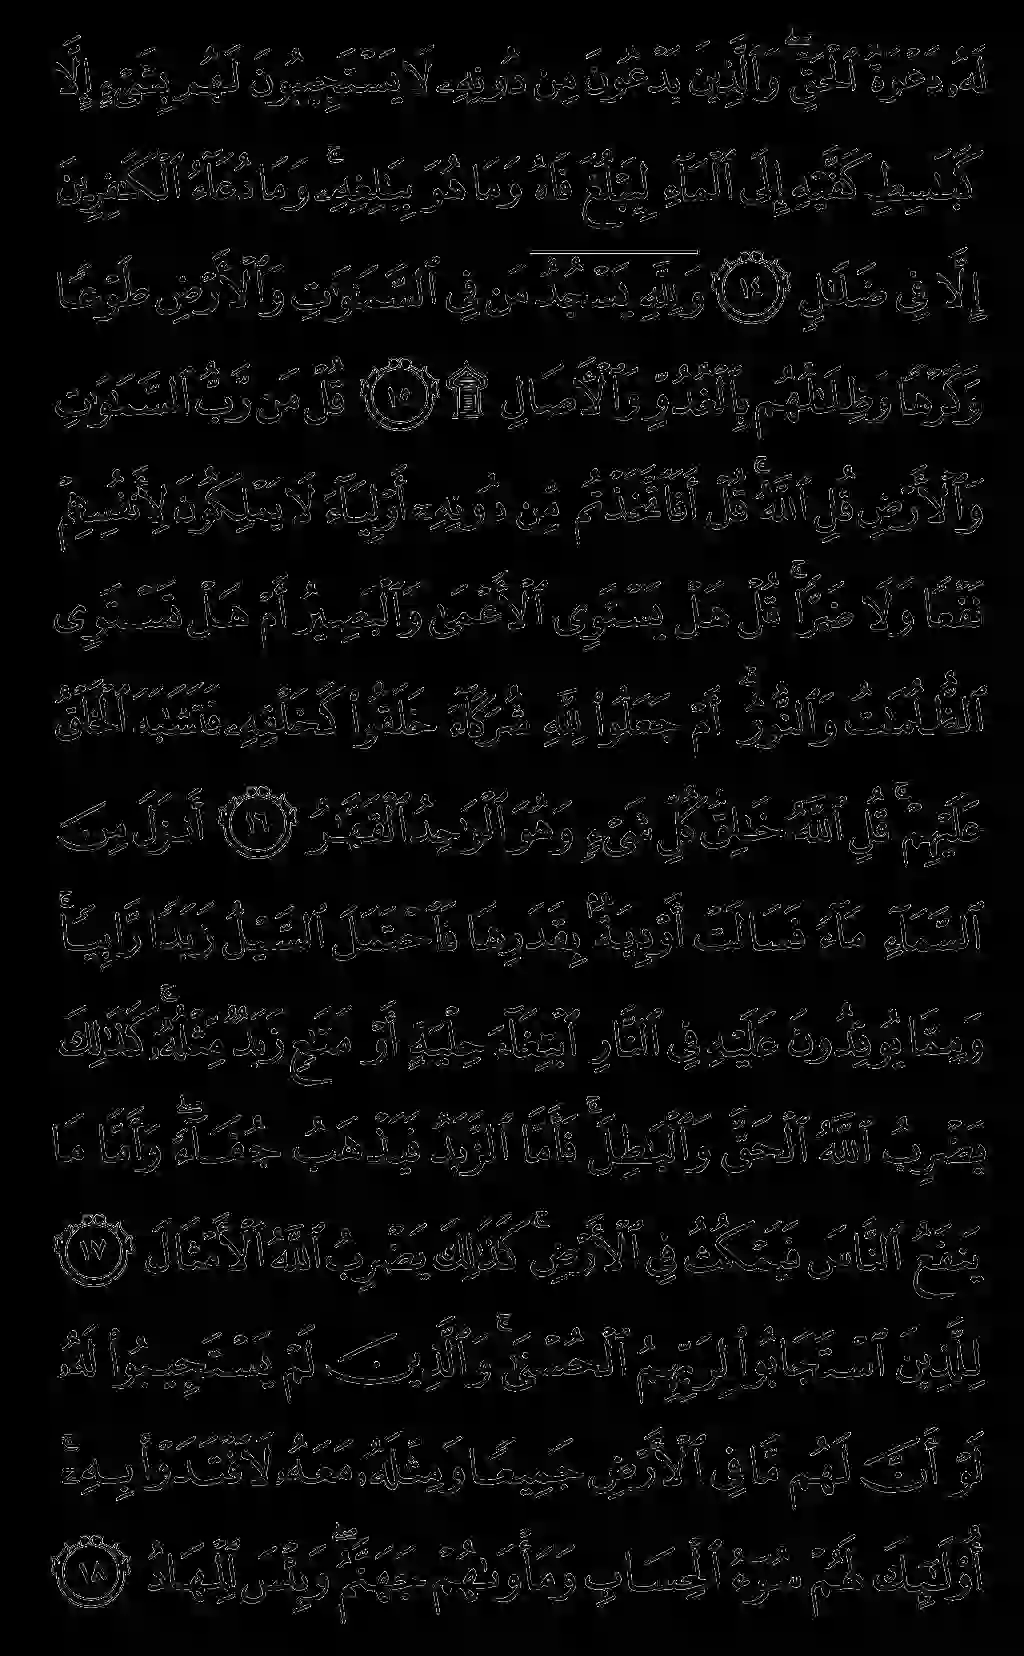 لَهُۥ دَعْوَةُ ٱلْحَقِّ ۖ وَٱلَّذِينَ يَدْعُونَ مِن دُونِهِۦ لَا يَسْتَجِيبُونَ لَهُم بِشَىْءٍ إِلَّا
كَبَـٰسِطِ كَفَّيْهِ إِلَى ٱلْمَآءِ لِيَبْلُغَ فَاهُ وَمَا هُوَ بِبَـٰلِغِهِۦ ۚ وَمَا دُعَآءُ ٱلْكَـٰفِرِينَ
إِلَّا فِى ضَلَـٰلٍ ١٤ وَلِلَّهِ يَسْجُدُ مَن فِى ٱلسَّمَـٰوَٰتِ وَٱلْأَرْضِ طَوْعًا
وَكَرْهًا وَظِلَـٰلُهُم بِٱلْغُدُوِّ وَٱلْـَٔاصَالِ ۩ ١٥ قُلْ مَن رَّبُّ ٱلسَّمَـٰوَٰتِ
وَٱلْأَرْضِ قُلِ ٱللَّهُ ۚ قُلْ أَفَٱتَّخَذْتُم مِّن دُونِهِۦٓ أَوْلِيَآءَ لَا يَمْلِكُونَ لِأَنفُسِهِمْ
نَفْعًا وَلَا ضَرًّا ۚ قُلْ هَلْ يَسْتَوِى ٱلْأَعْمَىٰ وَٱلْبَصِيرُ أَمْ هَلْ تَسْتَوِى
ٱلظُّلُمَـٰتُ وَٱلنُّورُ ۗ أَمْ جَعَلُوا۟ لِلَّهِ شُرَكَآءَ خَلَقُوا۟ كَخَلْقِهِۦ فَتَشَـٰبَهَ ٱلْخَلْقُ
عَلَيْهِمْ ۚ قُلِ ٱللَّهُ خَـٰلِقُ كُلِّ شَىْءٍ وَهُوَ ٱلْوَٰحِدُ ٱلْقَهَّـٰرُ ١٦ أَنزَلَ مِنَ
ٱلسَّمَآءِ مَآءً فَسَالَتْ أَوْدِيَةٌۢ بِقَدَرِهَا فَٱحْتَمَلَ ٱلسَّيْلُ زَبَدًا رَّابِيًا ۚ
وَمِمَّا يُوقِدُونَ عَلَيْهِ فِى ٱلنَّارِ ٱبْتِغَآءَ حِلْيَةٍ أَوْ مَتَـٰعٍ زَبَدٌ مِّثْلُهُۥ ۚ كَذَٰلِكَ
يَضْرِبُ ٱللَّهُ ٱلْحَقَّ وَٱلْبَـٰطِلَ ۚ فَأَمَّا ٱلزَّبَدُ فَيَذْهَبُ جُفَآءً ۖ وَأَمَّا مَا
يَنفَعُ ٱلنَّاسَ فَيَمْكُثُ فِى ٱلْأَرْضِ ۚ كَذَٰلِكَ يَضْرِبُ ٱللَّهُ ٱلْأَمْثَالَ ١٧
لِلَّذِينَ ٱسْتَجَابُوا۟ لِرَبِّهِمُ ٱلْحُسْنَىٰ ۚ وَٱلَّذِينَ لَمْ يَسْتَجِيبُوا۟ لَهُۥ
لَوْ أَنَّ لَهُم مَّا فِى ٱلْأَرْضِ جَمِيعًا وَمِثْلَهُۥ مَعَهُۥ لَٱفْتَدَوْا۟ بِهِۦٓ ۚ
أُو۟لَـٰٓئِكَ لَهُمْ سُوٓءُ ٱلْحِسَابِ وَمَأْوَىٰهُمْ جَهَنَّمُ ۖ وَبِئْسَ ٱلْمِهَادُ ١٨